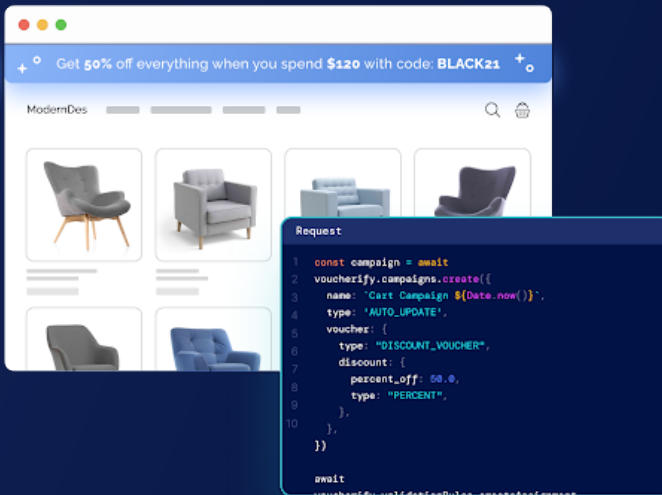 Get 50% off everything when you spend $120 with code: BLACK21
ModernDes
Request
1 const campaign = await
2 voucherify.campaigns.create({
3 name: `Cart Campaign ${Date.now()}`,
4 type: 'AUTO_UPDATE',
5 voucher: {
6 type: "DISCOUNT_VOUCHER",
7 discount: {
8 percent_off: 50.0,
9 type: "PERCENT",
10 },
},
})
await